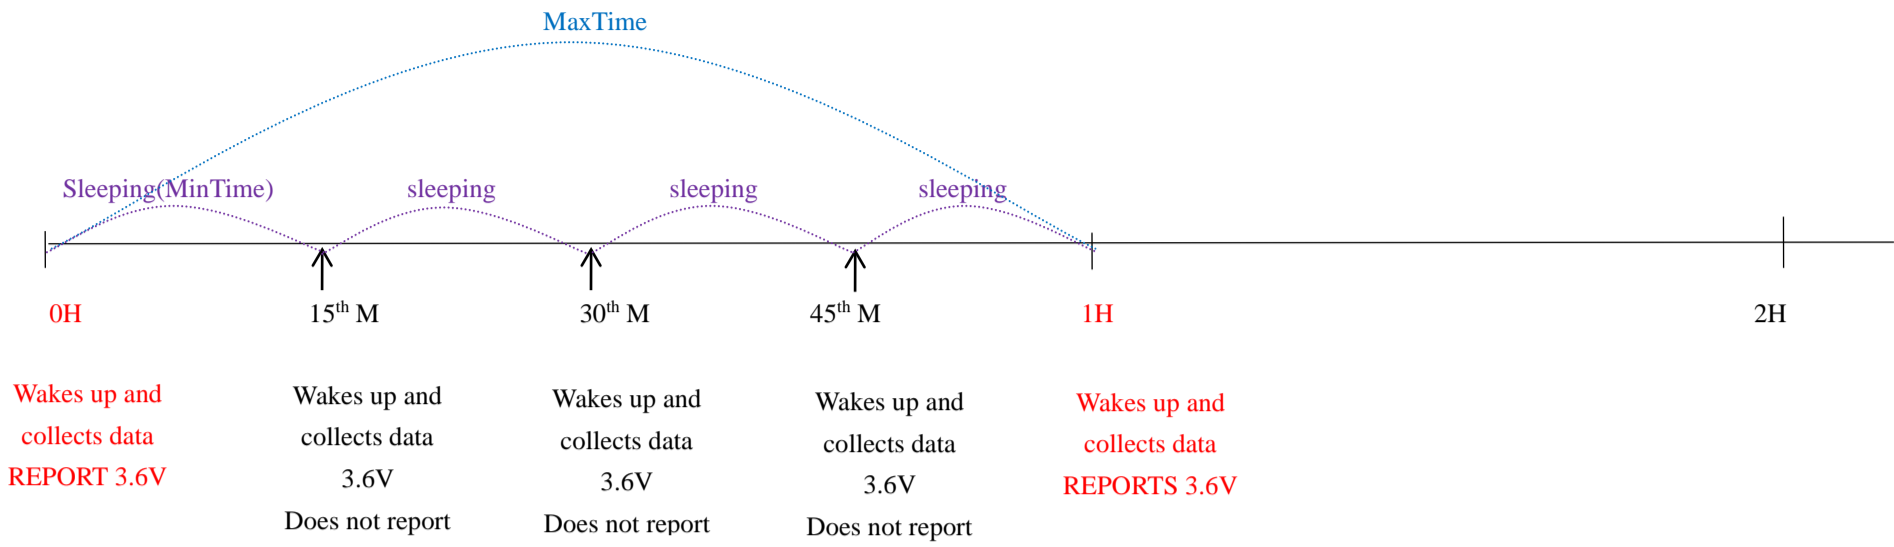 MaxTime
Sleeping(MinTime)
sleeping
sleeping
sleeping
0H
15th M
30th M
45th M
1H
2H
Wakes up and
collects data
REPORT 3.6V
Wakes up and
collects data
3.6V
Does not report
Wakes up and
collects data
3.6V
Does not report
Wakes up and
collects data
3.6V
Does not report
Wakes up and
collects data
REPORTS 3.6V